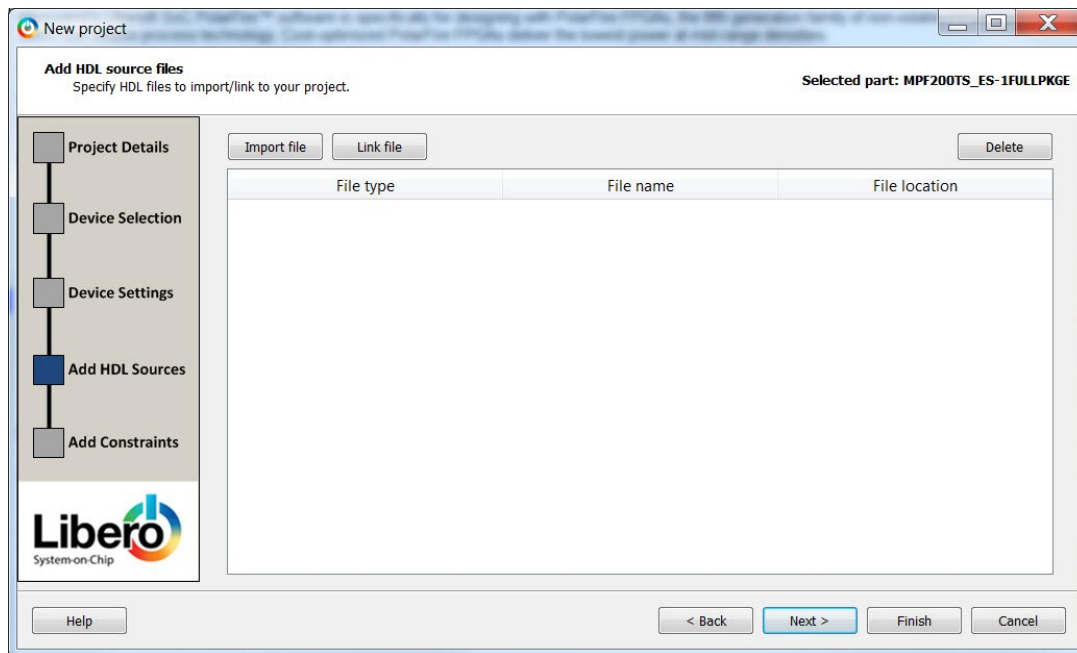 New project
Add HDL source files
Specify HDL files to import/link to your project.
Selected part: MPF200TS_ES-1FULLPKGE
Project Details
Device Selection
Device Settings
Add HDL Sources
Add Constraints
Libero
System-on-Chip
Import file Link file Delete
File type File name File location
Help < Back Next > Finish Cancel